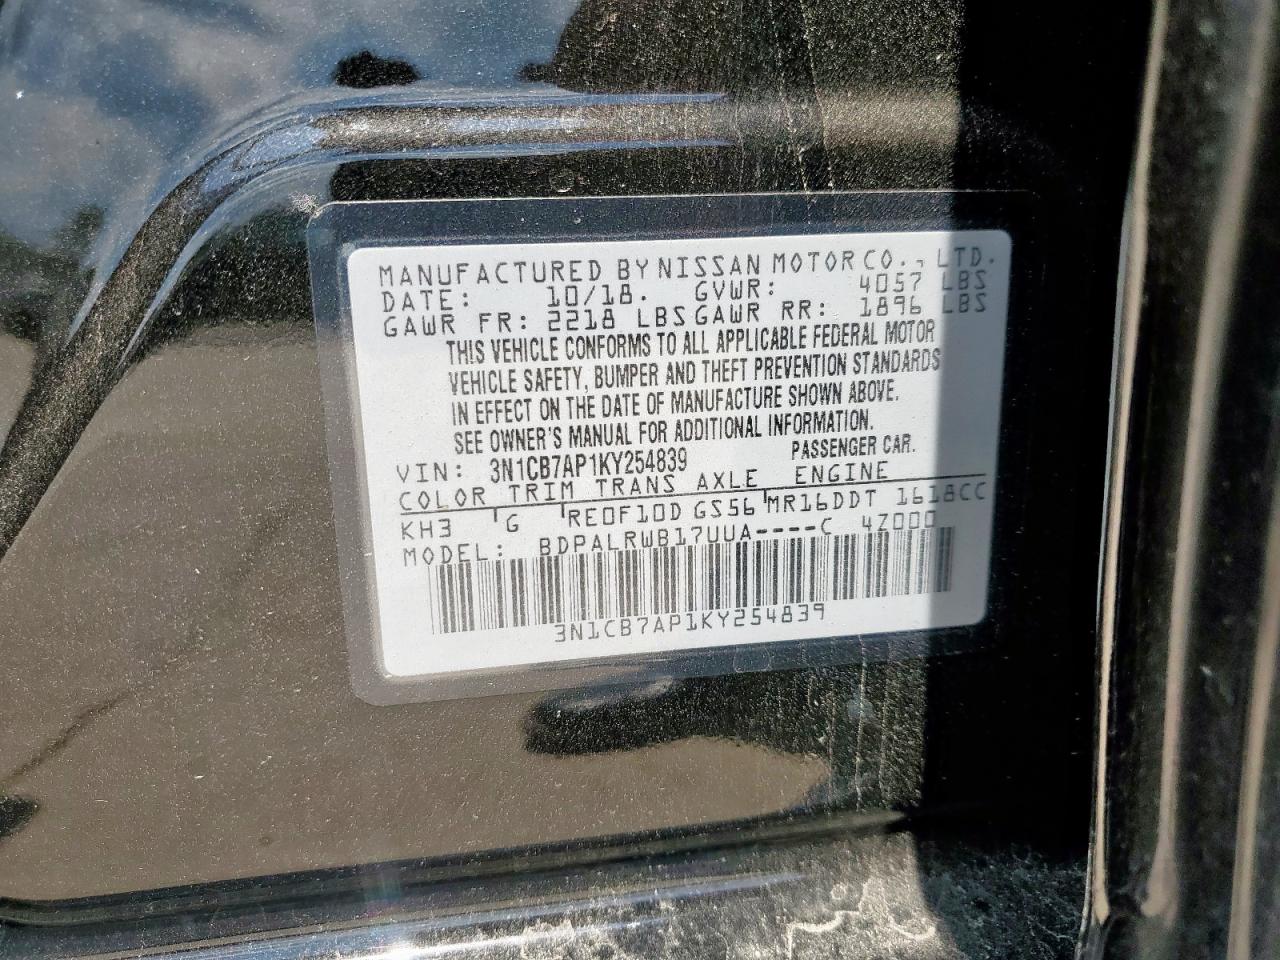 MANUFACTURED BY NISSAN MOTOR CO., LTD.
DATE: 10/18. GVWR: 4057 LBS
GAWR FR: 2218 LBS GAWR RR: 1896 LBS
THIS VEHICLE CONFORMS TO ALL APPLICABLE FEDERAL MOTOR
VEHICLE SAFETY, BUMPER AND THEFT PREVENTION STANDARDS
IN EFFECT ON THE DATE OF MANUFACTURE SHOWN ABOVE.
SEE OWNER'S MANUAL FOR ADDITIONAL INFORMATION.
VIN: 3N1CB7AP1KY254839 PASSENGER CAR.
COLOR TRIM TRANS AXLE ENGINE
KH3 G RE0F10D GS56 MR16DDT 1618CC
MODEL: BDPALRWB17UUA----C 4Z000
3N1CB7AP1KY254839